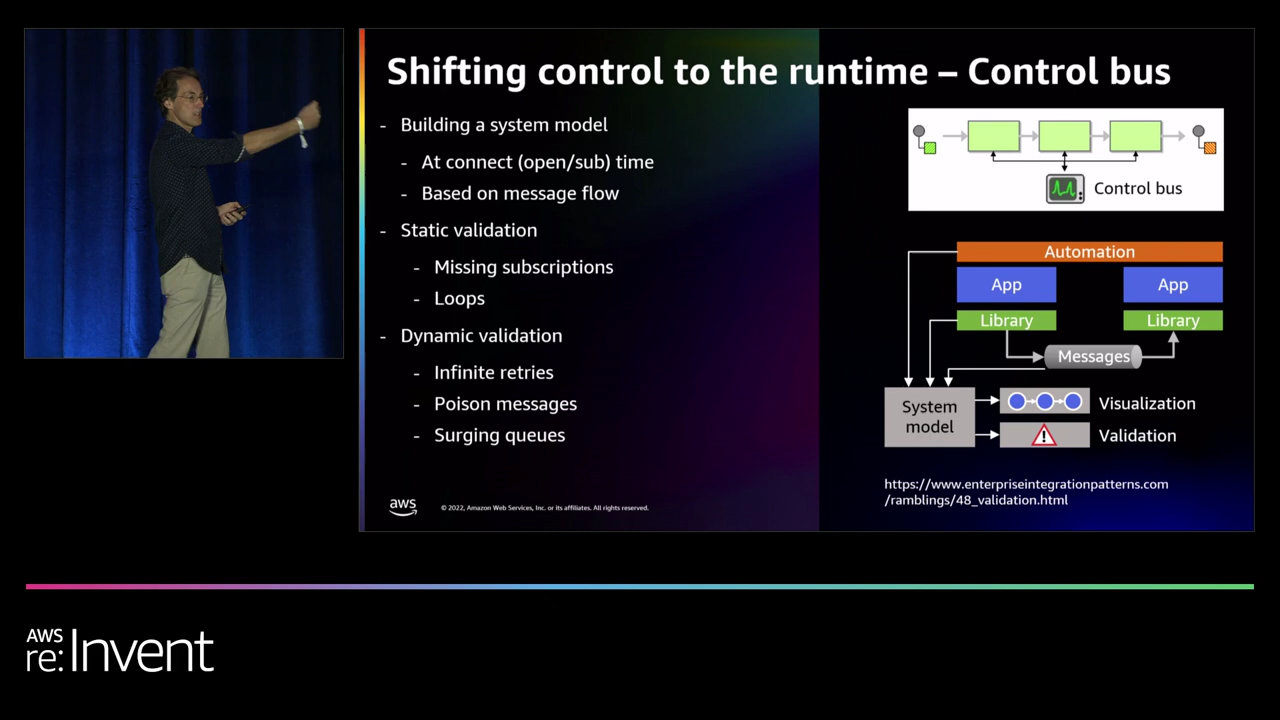 Shifting control to the runtime – Control bus
- Building a system model
- At connect (open/sub) time
- Based on message flow
- Static validation
- Missing subscriptions
- Loops
- Dynamic validation
- Infinite retries
- Poison messages
- Surging queues
Control bus
Automation
App
App
Library
Library
Messages
System
model
Visualization
Validation
https://www.enterpriseintegrationpatterns.com
/ramblings/48_validation.html
aws
© 2022, Amazon Web Services, Inc. or its affiliates. All rights reserved.
AWS
re:Invent